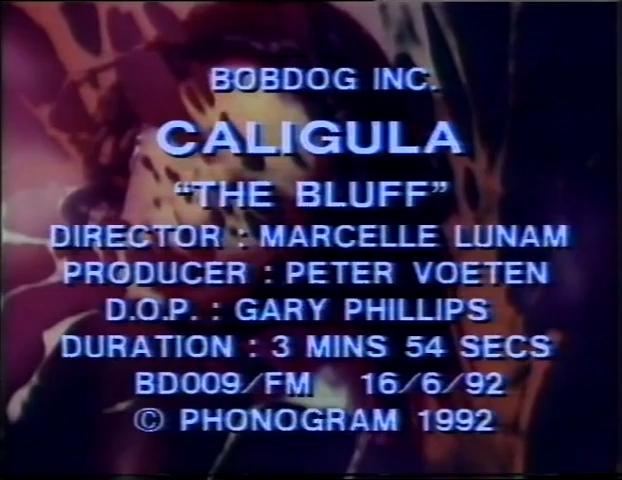 BOBDOG INC.
CALIGULA
“THE BLUFF”
DIRECTOR : MARCELLE LUNAM
PRODUCER : PETER VOETEN
D.O.P. : GARY PHILLIPS
DURATION : 3 MINS 54 SECS
BD009/FM 16/6/92
© PHONOGRAM 1992